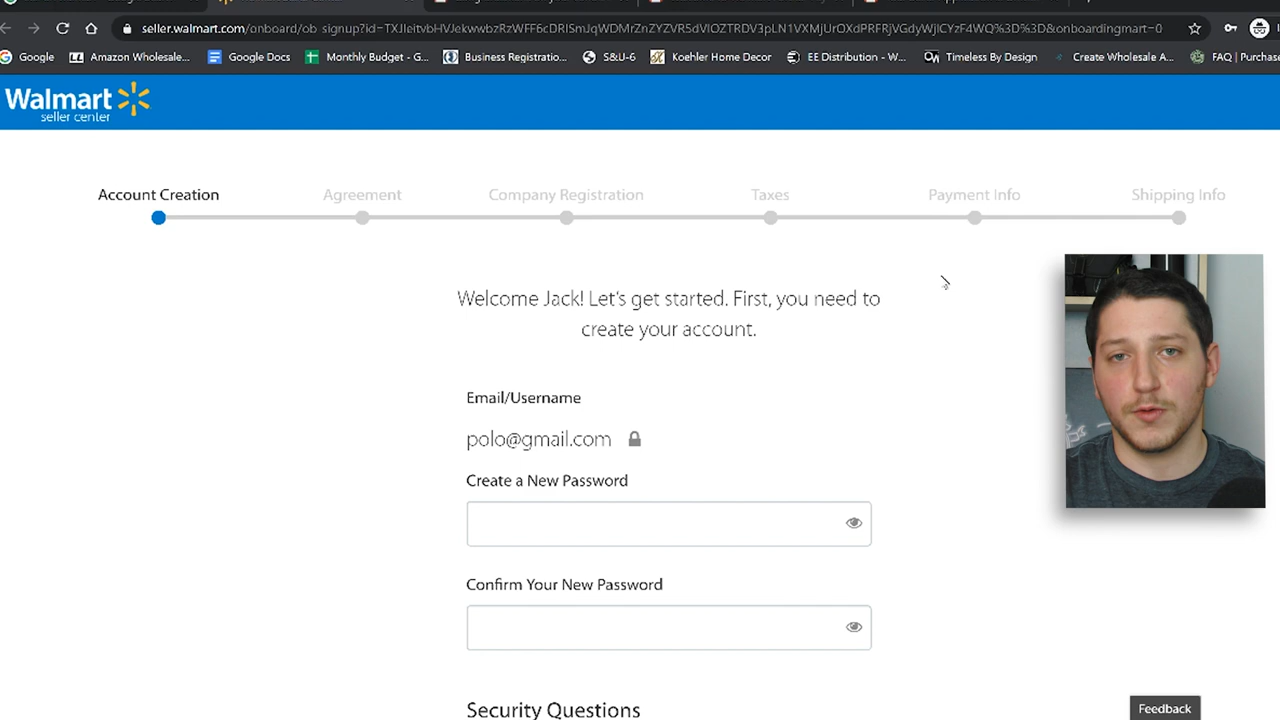 seller.walmart.com/onboard/ob_signup?id=TXJIeitvbHVJekwwbzRzWFF6cDRISmJqWDMrZnZYZVR5dVlOZTRDV3pLN1VXMjUrOXdPRFRjVGdyWjlCYzF4WQ%3D%3D&onboardingmart=0
Google
Amazon Wholesale...
Google Docs
Monthly Budget - G...
Business Registratio...
S&U-6
Koehler Home Decor
EE Distribution - W...
Timeless By Design
Create Wholesale A...
FAQ | Purchase
Walmart
seller center
Account Creation
Agreement
Company Registration
Taxes
Payment Info
Shipping Info
Welcome Jack! Let's get started. First, you need to
create your account.
Email/Username
polo@gmail.com
Create a New Password
Confirm Your New Password
Security Questions
Feedback